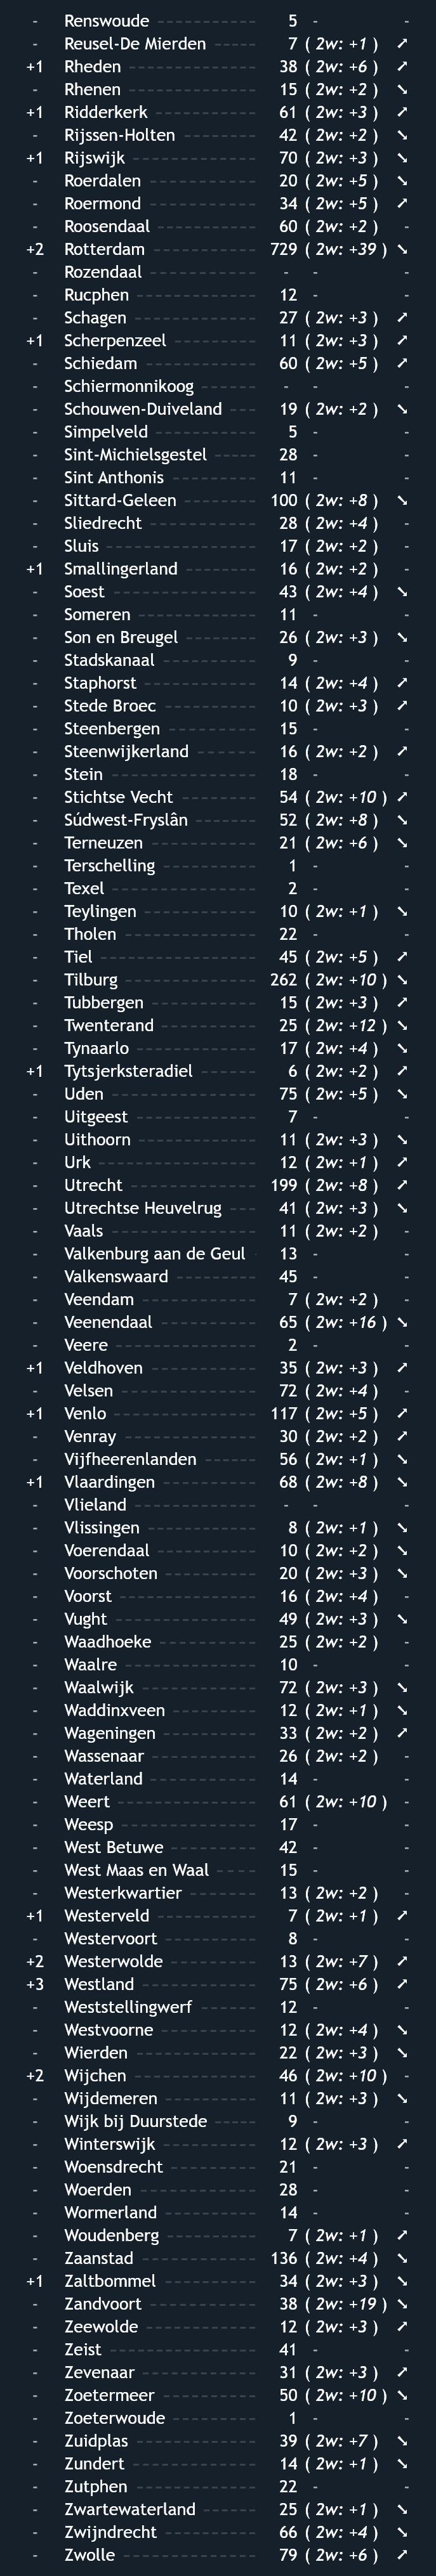 - Renswoude 5 - -
- Reusel-De Mierden 7 ( 2w: +1 ) ➚
+1 Rheden 38 ( 2w: +6 ) ➚
- Rhenen 15 ( 2w: +2 ) ➘
+1 Ridderkerk 61 ( 2w: +3 ) ➘
- Rijssen-Holten 42 ( 2w: +2 ) ➘
+1 Rijswijk 70 ( 2w: +3 ) ➘
- Roerdalen 20 ( 2w: +5 ) ➘
- Roermond 34 ( 2w: +5 ) ➚
- Roosendaal 60 ( 2w: +2 ) -
+2 Rotterdam 729 ( 2w: +39 ) ➘
- Rozendaal - - -
- Rucphen 12 - -
- Schagen 27 ( 2w: +3 ) ➚
+1 Scherpenzeel 11 ( 2w: +3 ) ➚
- Schiedam 60 ( 2w: +5 ) ➚
- Schiermonnikoog - - -
- Schouwen-Duiveland 19 ( 2w: +2 ) ➘
- Simpelveld 5 - -
- Sint-Michielsgestel 28 - -
- Sint Anthonis 11 - -
- Sittard-Geleen 100 ( 2w: +8 ) ➘
- Sliedrecht 28 ( 2w: +4 ) -
- Sluis 17 ( 2w: +2 ) -
+1 Smallingerland 16 ( 2w: +2 ) -
- Soest 43 ( 2w: +4 ) ➘
- Someren 11 - -
- Son en Breugel 26 ( 2w: +3 ) ➘
- Stadskanaal 9 - -
- Staphorst 14 ( 2w: +4 ) ➚
- Stede Broec 10 ( 2w: +3 ) ➚
- Steenbergen 15 - -
- Steenwijkerland 16 ( 2w: +2 ) ➚
- Stein 18 - -
- Stichtse Vecht 54 ( 2w: +10 ) ➚
- Súdwest-Fryslân 52 ( 2w: +8 ) ➘
- Terneuzen 21 ( 2w: +6 ) ➘
- Terschelling 1 - -
- Texel 2 - -
- Teylingen 10 ( 2w: +1 ) ➘
- Tholen 22 - -
- Tiel 45 ( 2w: +5 ) ➚
- Tilburg 262 ( 2w: +10 ) ➘
- Tubbergen 15 ( 2w: +3 ) ➚
- Twenterand 25 ( 2w: +12 ) ➘
- Tynaarlo 17 ( 2w: +4 ) ➘
+1 Tytsjerksteradiel 6 ( 2w: +2 ) ➚
- Uden 75 ( 2w: +5 ) ➘
- Uitgeest 7 - -
- Uithoorn 11 ( 2w: +3 ) ➘
- Urk 12 ( 2w: +1 ) ➚
- Utrecht 199 ( 2w: +8 ) ➚
- Utrechtse Heuvelrug 41 ( 2w: +3 ) ➘
- Vaals 11 ( 2w: +2 ) -
- Valkenburg aan de Geul 13 - -
- Valkenswaard 45 - -
- Veendam 7 ( 2w: +2 ) -
- Veenendaal 65 ( 2w: +16 ) ➘
- Veere 2 - -
+1 Veldhoven 35 ( 2w: +3 ) ➚
- Velsen 72 ( 2w: +4 ) -
+1 Venlo 117 ( 2w: +5 ) ➚
- Venray 30 ( 2w: +2 ) ➚
- Vijfheerenlanden 56 ( 2w: +1 ) ➘
+1 Vlaardingen 68 ( 2w: +8 ) ➘
- Vlieland - - -
- Vlissingen 8 ( 2w: +1 ) ➘
- Voerendaal 10 ( 2w: +2 ) ➘
- Voorschoten 20 ( 2w: +3 ) ➘
- Voorst 16 ( 2w: +4 ) -
- Vught 49 ( 2w: +3 ) ➘
- Waadhoeke 25 ( 2w: +2 ) -
- Waalre 10 - -
- Waalwijk 72 ( 2w: +3 ) ➘
- Waddinxveen 12 ( 2w: +1 ) ➘
- Wageningen 33 ( 2w: +2 ) ➚
- Wassenaar 26 ( 2w: +2 ) -
- Waterland 14 - -
- Weert 61 ( 2w: +10 ) -
- Weesp 17 - -
- West Betuwe 42 - -
- West Maas en Waal 15 - -
- Westerkwartier 13 ( 2w: +2 ) -
+1 Westerveld 7 ( 2w: +1 ) ➚
- Westervoort 8 - -
+2 Westerwolde 13 ( 2w: +7 ) ➚
+3 Westland 75 ( 2w: +6 ) ➚
- Weststellingwerf 12 - -
- Westvoorne 12 ( 2w: +4 ) ➘
- Wierden 22 ( 2w: +3 ) ➘
+2 Wijchen 46 ( 2w: +10 ) -
- Wijdemeren 11 ( 2w: +3 ) ➘
- Wijk bij Duurstede 9 - -
- Winterswijk 12 ( 2w: +3 ) ➚
- Woensdrecht 21 - -
- Woerden 28 - -
- Wormerland 14 - -
- Woudenberg 7 ( 2w: +1 ) ➚
- Zaanstad 136 ( 2w: +4 ) ➘
+1 Zaltbommel 34 ( 2w: +3 ) ➘
- Zandvoort 38 ( 2w: +19 ) ➘
- Zeewolde 12 ( 2w: +3 ) ➚
- Zeist 41 - -
- Zevenaar 31 ( 2w: +3 ) ➚
- Zoetermeer 50 ( 2w: +10 ) ➘
- Zoeterwoude 1 - -
- Zuidplas 39 ( 2w: +7 ) ➘
- Zundert 14 ( 2w: +1 ) ➘
- Zutphen 22 - -
- Zwartewaterland 25 ( 2w: +1 ) ➘
- Zwijndrecht 66 ( 2w: +4 ) ➘
- Zwolle 79 ( 2w: +6 ) ➚